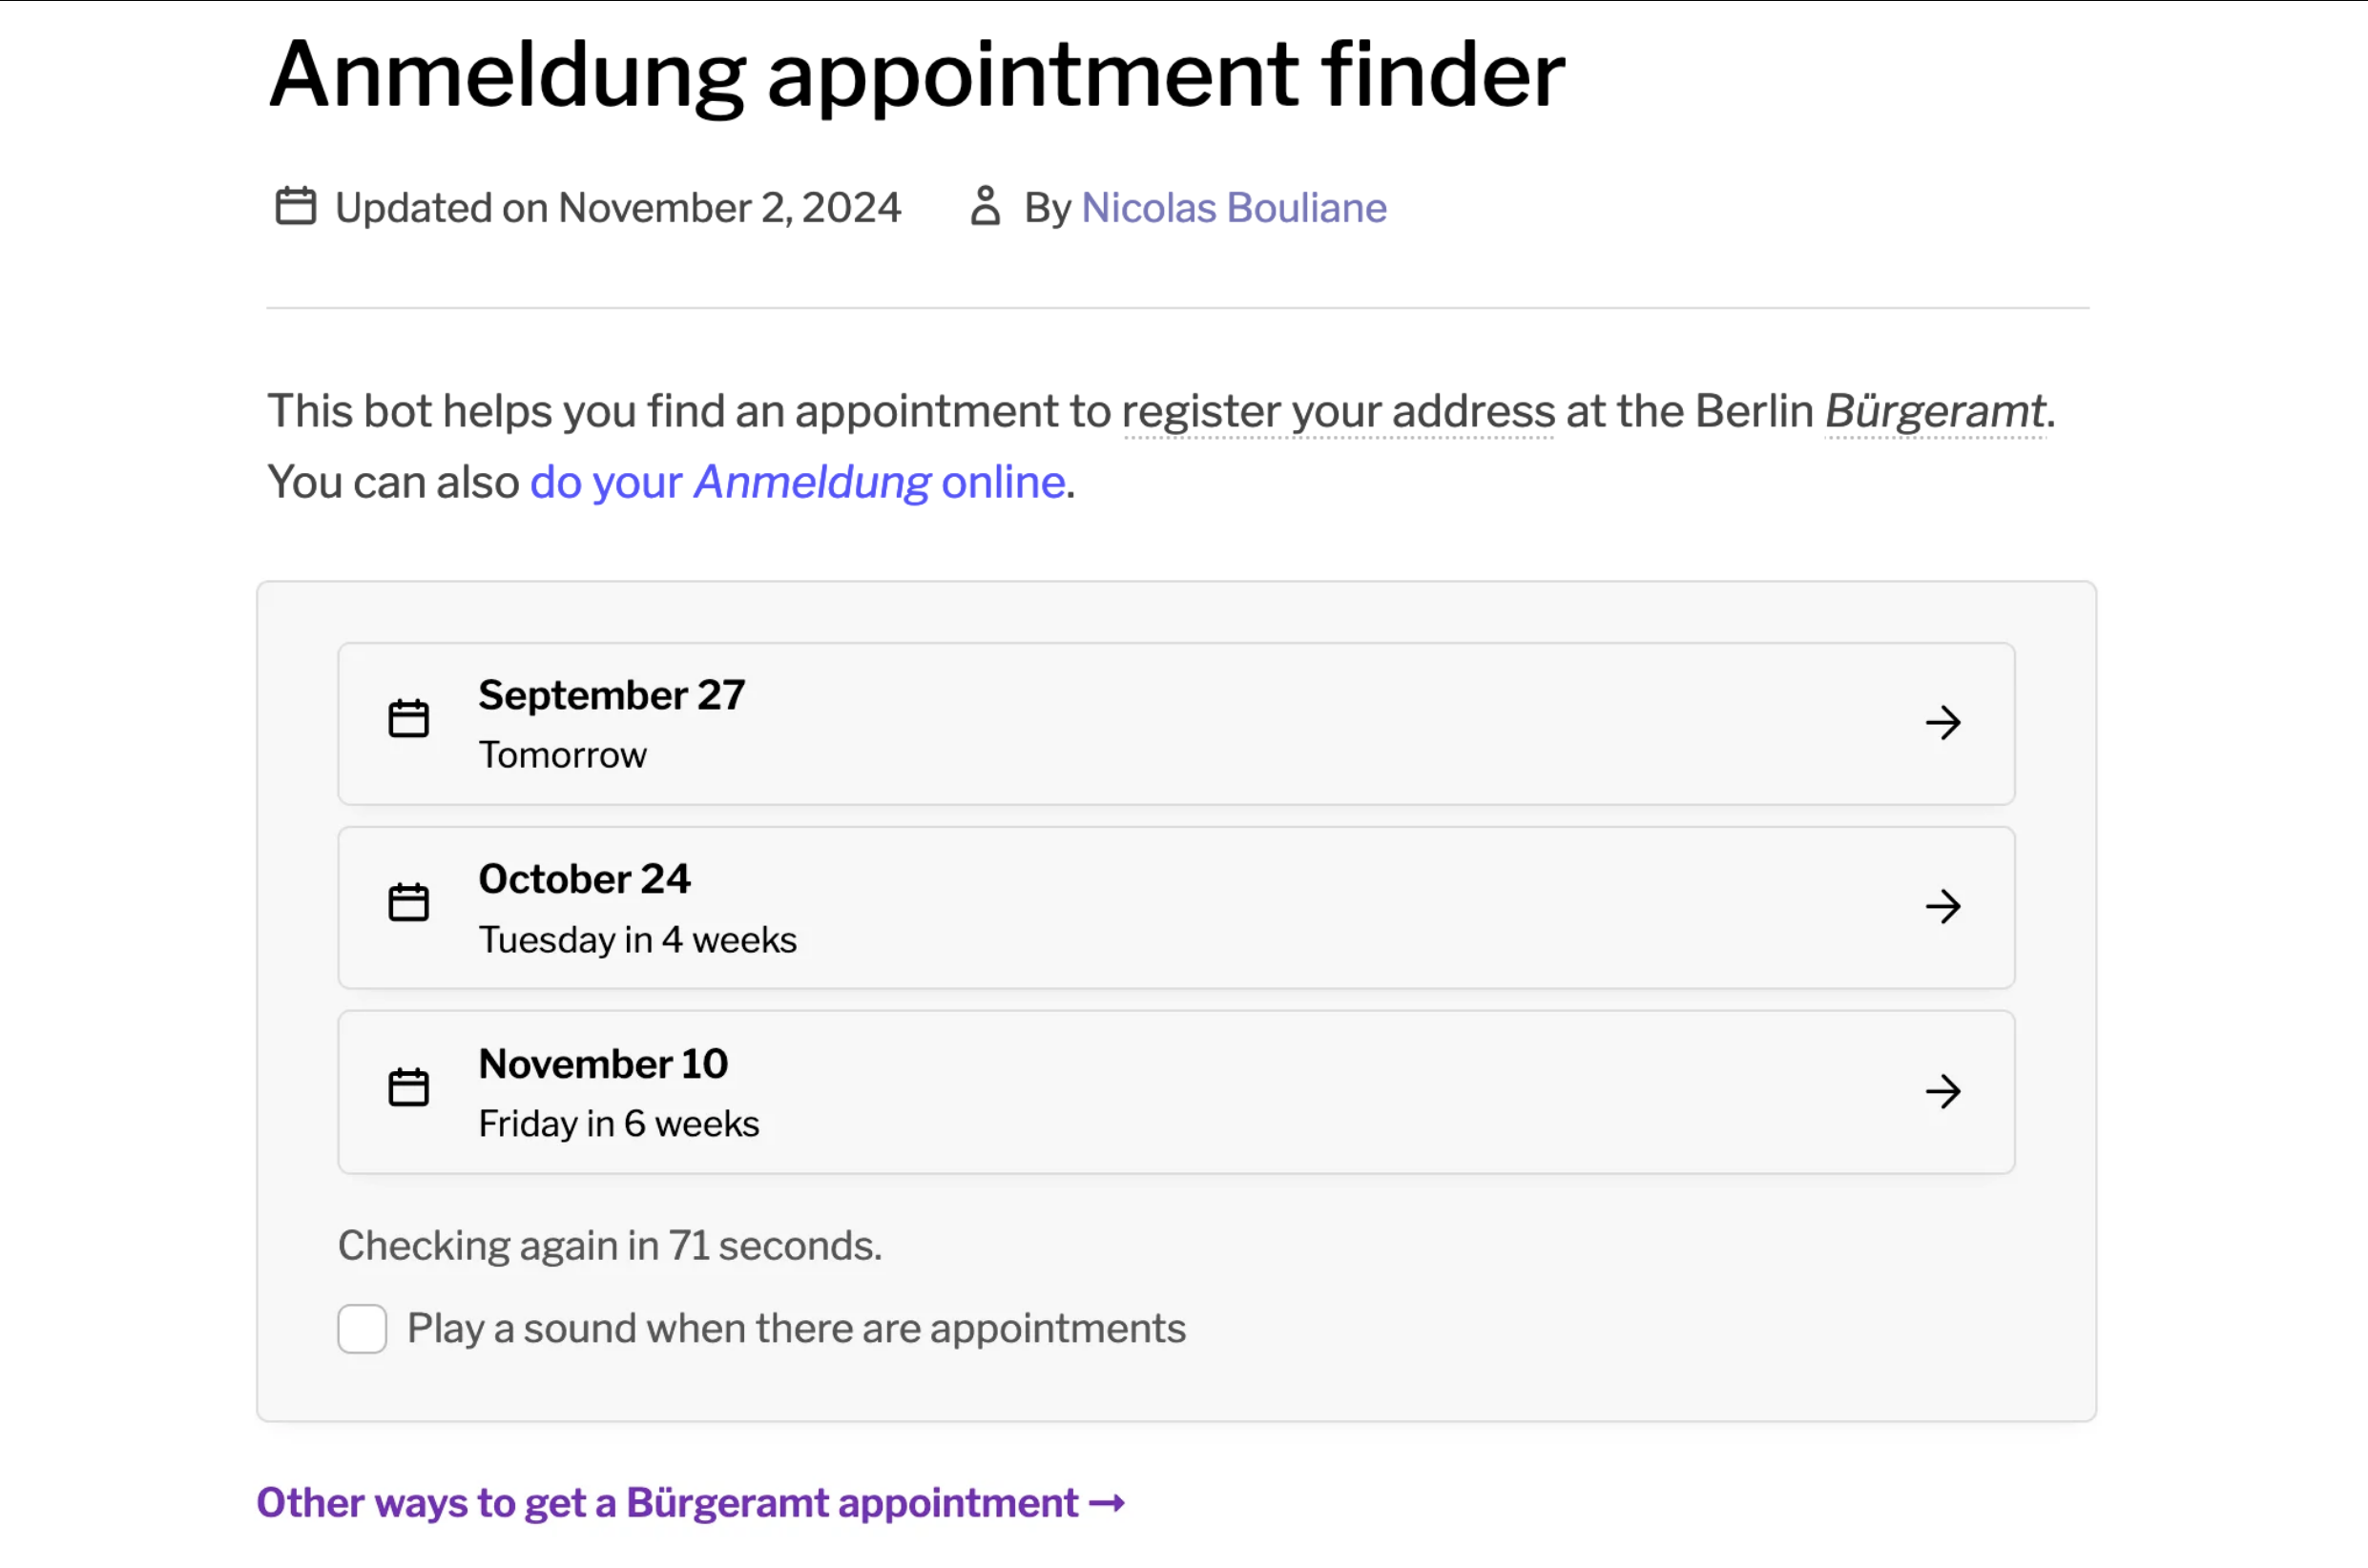 Anmeldung appointment finder
Updated on November 2, 2024 By Nicolas Bouliane
This bot helps you find an appointment to register your address at the Berlin Bürgeramt.
You can also do your Anmeldung online.
September 27
Tomorrow
October 24
Tuesday in 4 weeks
November 10
Friday in 6 weeks
Checking again in 71 seconds.
Play a sound when there are appointments
Other ways to get a Bürgeramt appointment →